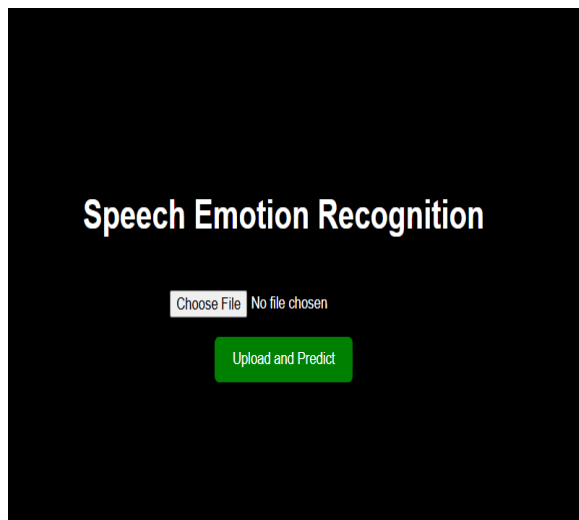 Speech Emotion Recognition
Choose File No file chosen
Upload and Predict